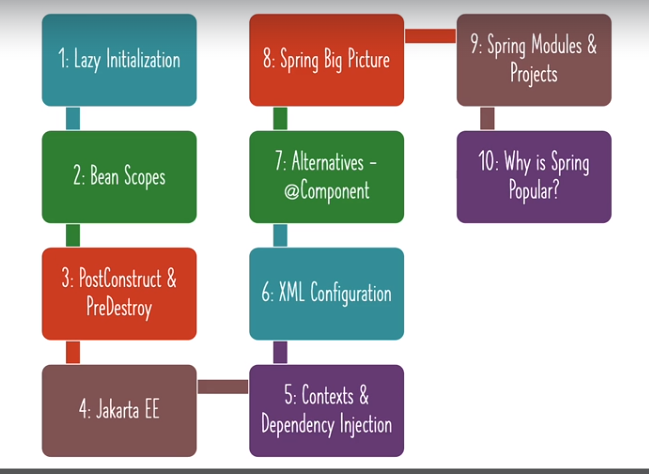 1: Lazy Initialization
2: Bean Scopes
3: PostConstruct &
PreDestroy
4: Jakarta EE
5: Contexts &
Dependency Injection
6: XML Configuration
7: Alternatives -
@Component
8: Spring Big Picture
9: Spring Modules &
Projects
10: Why is Spring
Popular?